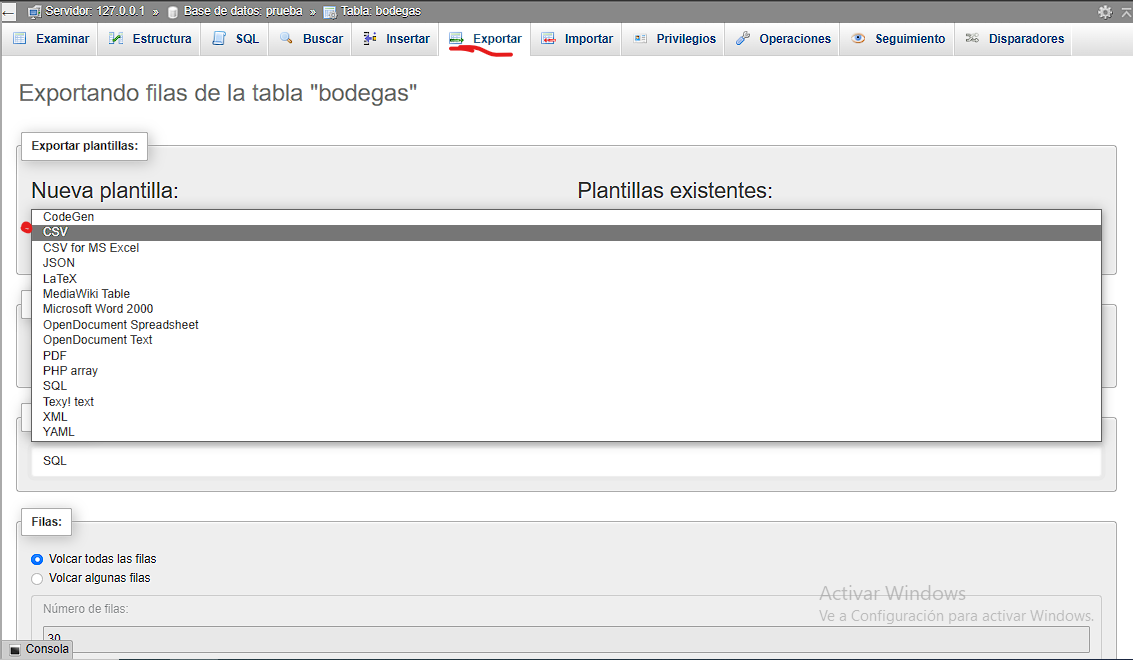 Servidor: 127.0.0.1 » Base de datos: prueba » Tabla: bodegas
Examinar Estructura SQL Buscar Insertar Exportar Importar Privilegios Operaciones Seguimiento Disparadores
Exportando filas de la tabla "bodegas"
Exportar plantillas:
Nueva plantilla: Plantillas existentes:
CodeGen
CSV
CSV for MS Excel
JSON
LaTeX
MediaWiki Table
Microsoft Word 2000
OpenDocument Spreadsheet
OpenDocument Text
PDF
PHP array
SQL
Texy! text
XML
YAML
SQL
Filas:
Volcar todas las filas
Volcar algunas filas
Activar Windows
Número de filas:
Ve a Configuración para activar Windows.
30
Consola